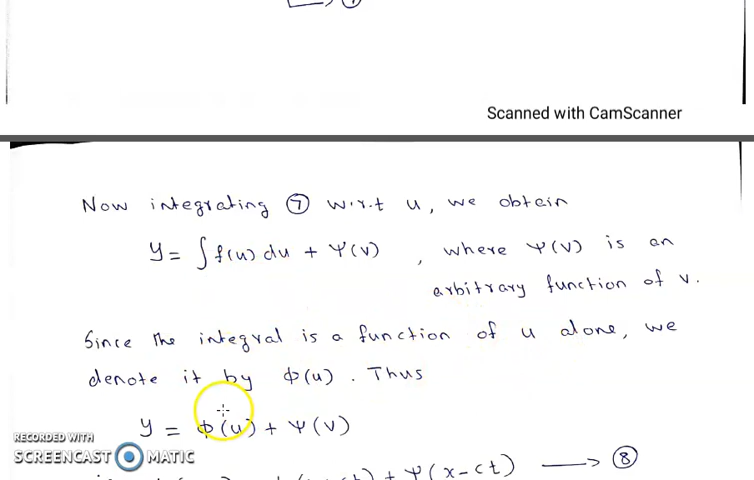 Scanned with CamScanner
Now integrating ⑦ w.r.t u, we obtain
y = ∫ f(u) du + Ψ(v) , where Ψ(v) is an
arbitrary function of v.
Since the integral is a function of u alone, we
denote it by Φ(u). Thus
y = Φ(u) + Ψ(v)
+ Ψ(x-ct) → ⑧
RECORDED WITH
SCREENCAST MATIC